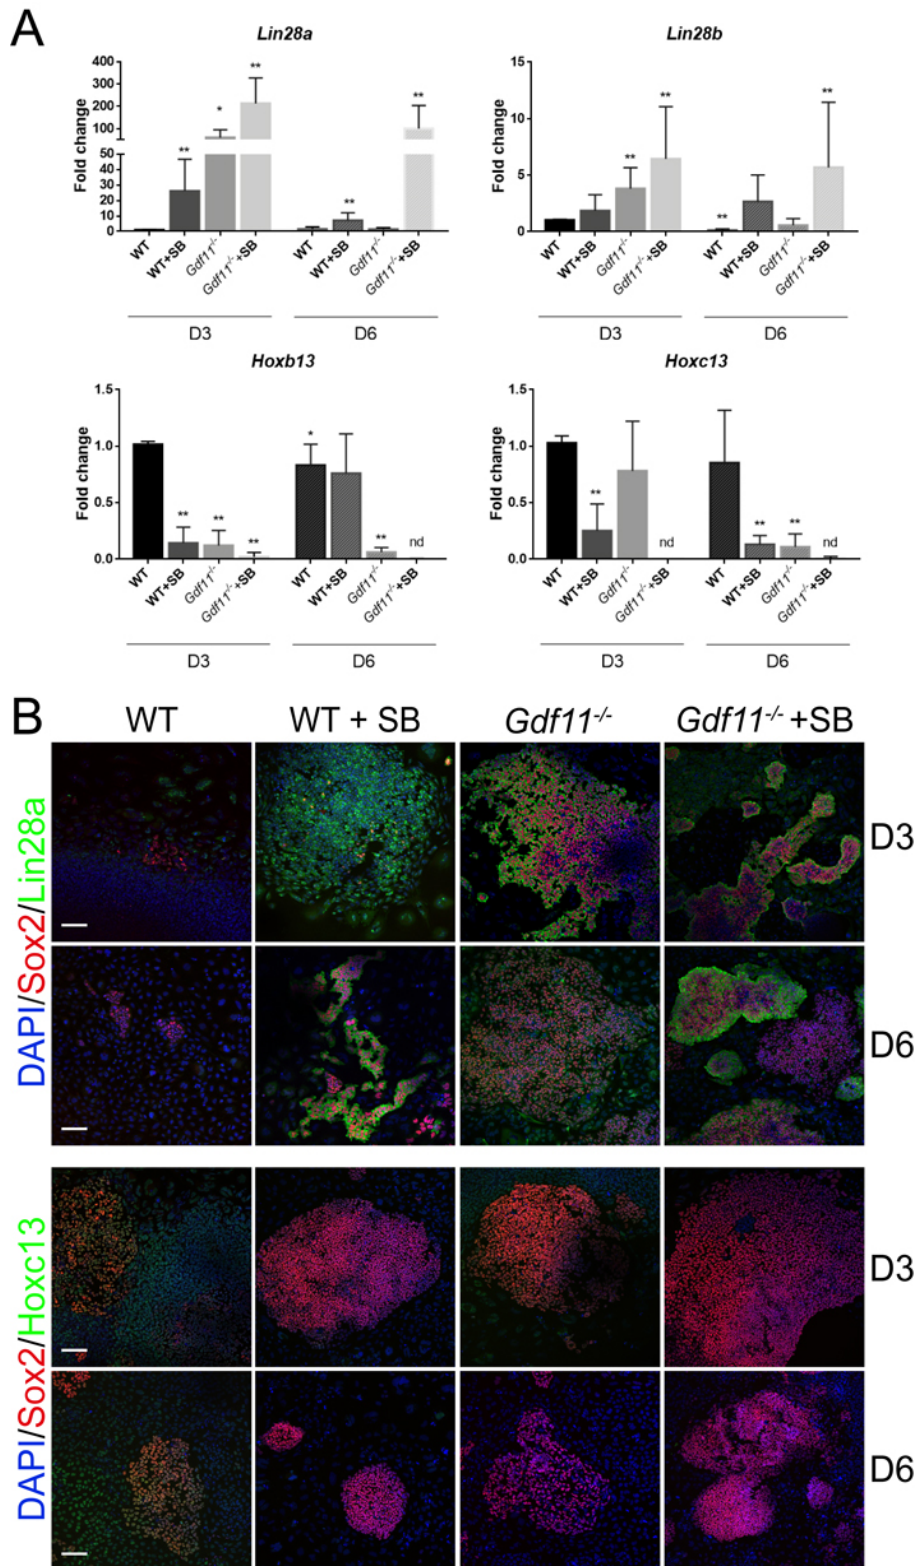 A
Lin28a
Fold change
400
300
200
100
50
40
30
20
10
0
**
*
**
**
**
WT
WT+SB
Gdf11-/-
Gdf11-/-+SB
WT
WT+SB
Gdf11-/-
Gdf11-/-+SB
D3
D6
Lin28b
Fold change
15
10
5
0
**
**
**
**
WT
WT+SB
Gdf11-/-
Gdf11-/-+SB
WT
WT+SB
Gdf11-/-
Gdf11-/-+SB
D3
D6
Hoxb13
Fold change
1.5
1.0
0.5
0.0
**
**
**
*
**
nd
WT
WT+SB
Gdf11-/-
Gdf11-/-+SB
WT
WT+SB
Gdf11-/-
Gdf11-/-+SB
D3
D6
Hoxc13
Fold change
1.5
1.0
0.5
0.0
**
nd
**
**
nd
WT
WT+SB
Gdf11-/-
Gdf11-/-+SB
WT
WT+SB
Gdf11-/-
Gdf11-/-+SB
D3
D6
B
WT
WT + SB
Gdf11-/-
Gdf11-/- +SB
DAPI/Sox2/Lin28a
D3
D6
DAPI/Sox2/Hoxc13
D3
D6